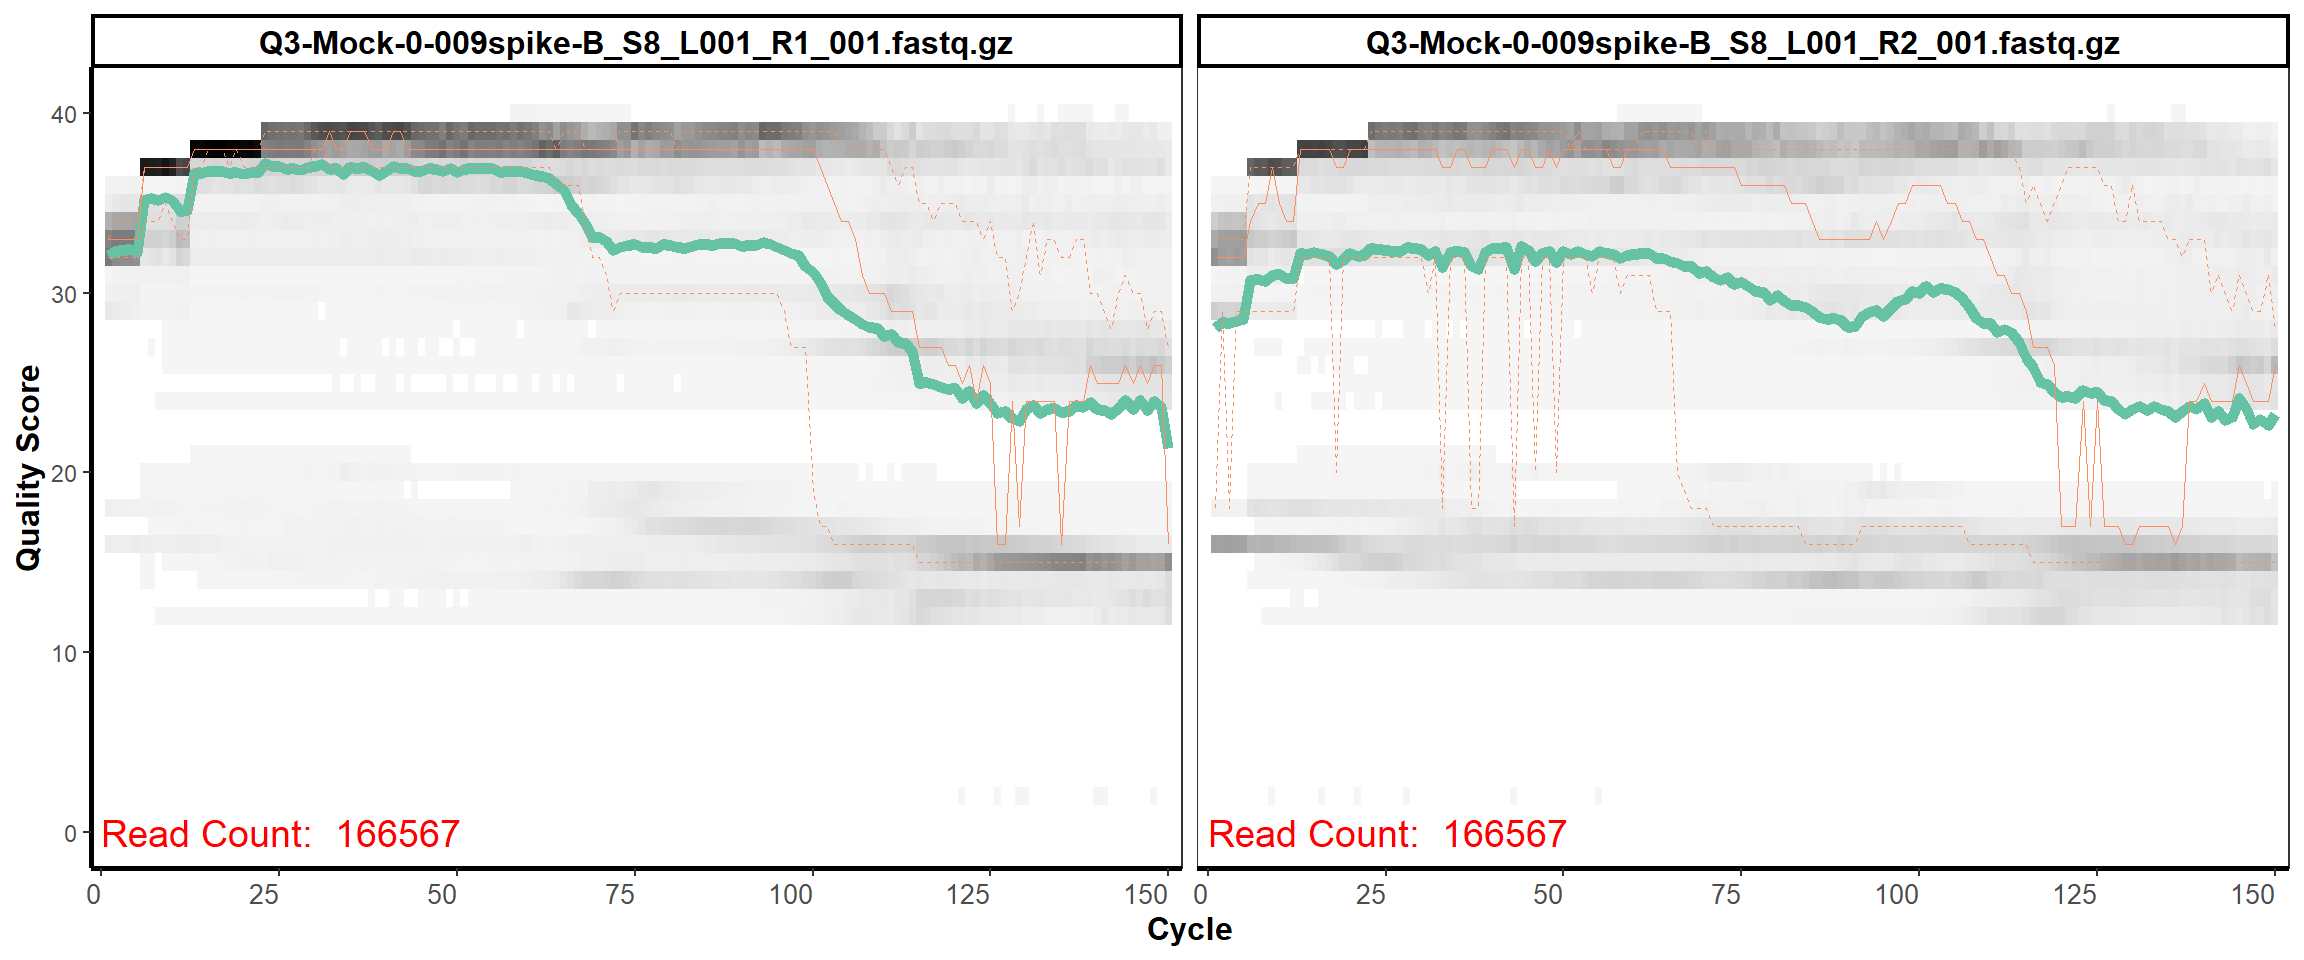 Q3-Mock-0-009spike-B_S8_L001_R1_001.fastq.gz
Q3-Mock-0-009spike-B_S8_L001_R2_001.fastq.gz
Quality Score
40
30
20
10
0
Read Count: 166567
Read Count: 166567
0 25 50 75 100 125 150
0 25 50 75 100 125 150
Cycle